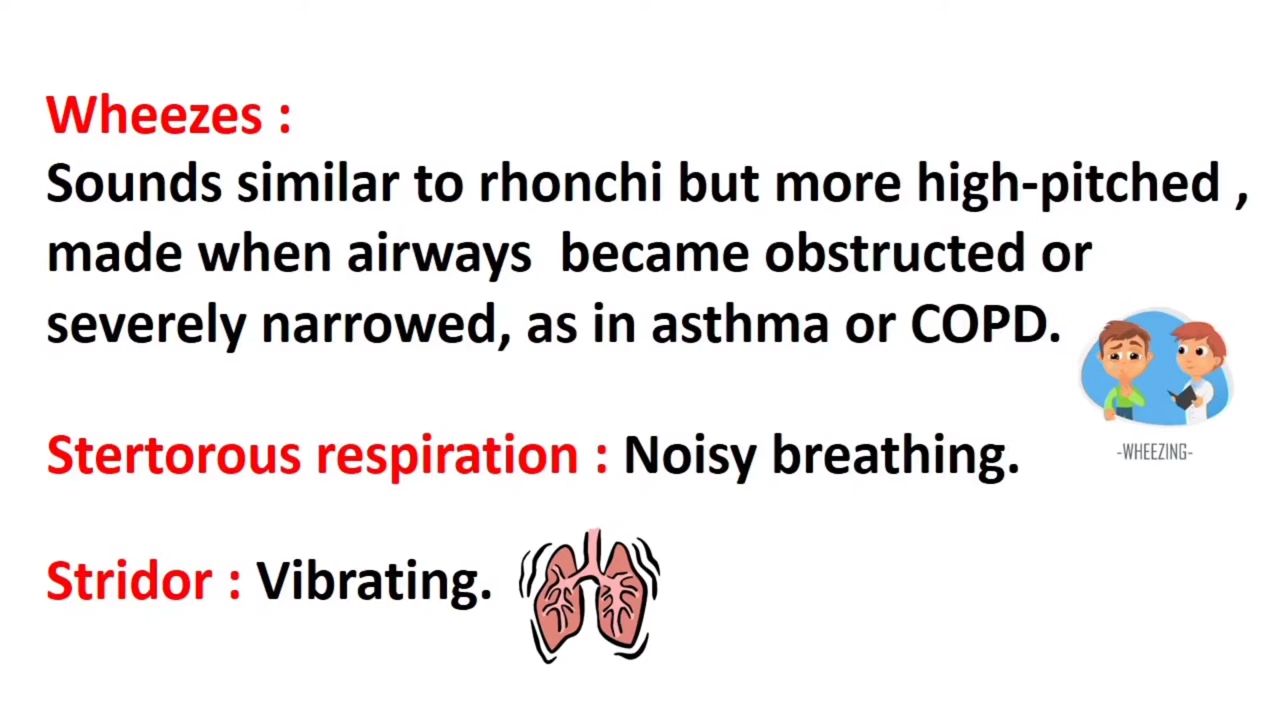 Wheezes :
Sounds similar to rhonchi but more high-pitched ,
made when airways  became obstructed or
severely narrowed, as in asthma or COPD.
-WHEEZING-
Stertorous respiration : Noisy breathing.
Stridor : Vibrating.